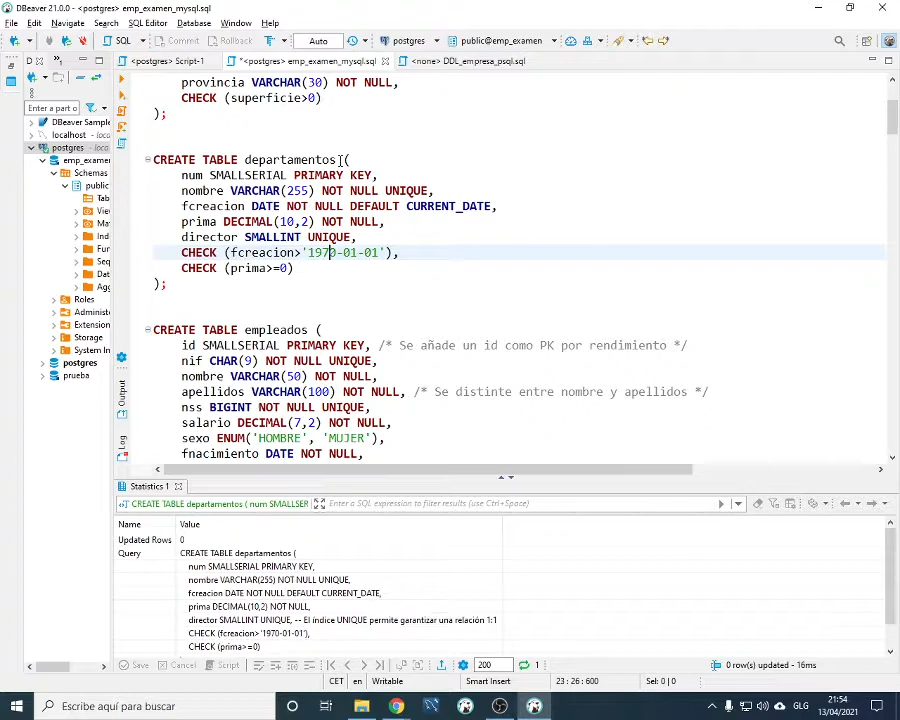 DBeaver 21.0.0 - <postgres> emp_examen_mysql.sql
File Edit Navigate Search SQL Editor Database Window Help
SQL Commit Rollback Auto postgres public@emp_examen
D <postgres> Script-1 *<postgres> emp_examen_mysql.sql <none> DDL_empresa_psql.sql
Enter a part o
DBeaver Sample
localhost
postgres - loca
emp_examen
Schemas
public
Tab
View
Ma
Ind
Fun
Seq
Dat
Agg
Roles
Administe
Extension
Storage
System In
postgres
prueba
Output
Log
provincia VARCHAR(30) NOT NULL,
CHECK (superficie>0)
);
CREATE TABLE departamentos (
num SMALLSERIAL PRIMARY KEY,
nombre VARCHAR(255) NOT NULL UNIQUE,
fcreacion DATE NOT NULL DEFAULT CURRENT_DATE,
prima DECIMAL(10,2) NOT NULL,
director SMALLINT UNIQUE,
CHECK (fcreacion>'1970-01-01'),
CHECK (prima>=0)
);
CREATE TABLE empleados (
id SMALLSERIAL PRIMARY KEY, /* Se añade un id como PK por rendimiento */
nif CHAR(9) NOT NULL UNIQUE,
nombre VARCHAR(50) NOT NULL,
apellidos VARCHAR(100) NOT NULL, /* Se distinte entre nombre y apellidos */
nss BIGINT NOT NULL UNIQUE,
salario DECIMAL(7,2) NOT NULL,
sexo ENUM('HOMBRE', 'MUJER'),
fnacimiento DATE NOT NULL,
Statistics 1
CREATE TABLE departamentos ( num SMALLSER Enter a SQL expression to filter results (use Ctrl+Space)
Name Value
Updated Rows 0
Query CREATE TABLE departamentos (
num SMALLSERIAL PRIMARY KEY,
nombre VARCHAR(255) NOT NULL UNIQUE,
fcreacion DATE NOT NULL DEFAULT CURRENT_DATE,
prima DECIMAL(10,2) NOT NULL,
director SMALLINT UNIQUE, -- El índice UNIQUE permite garantizar una relación 1:1
CHECK (fcreacion>'1970-01-01'),
CHECK (prima>=0)
Save Cancel Script 200 1 0 row(s) updated - 16ms
CET en Writable Smart Insert 23 : 26 : 600 Sel: 0 | 0
Escribe aquí para buscar GLG 21:54
13/04/2021